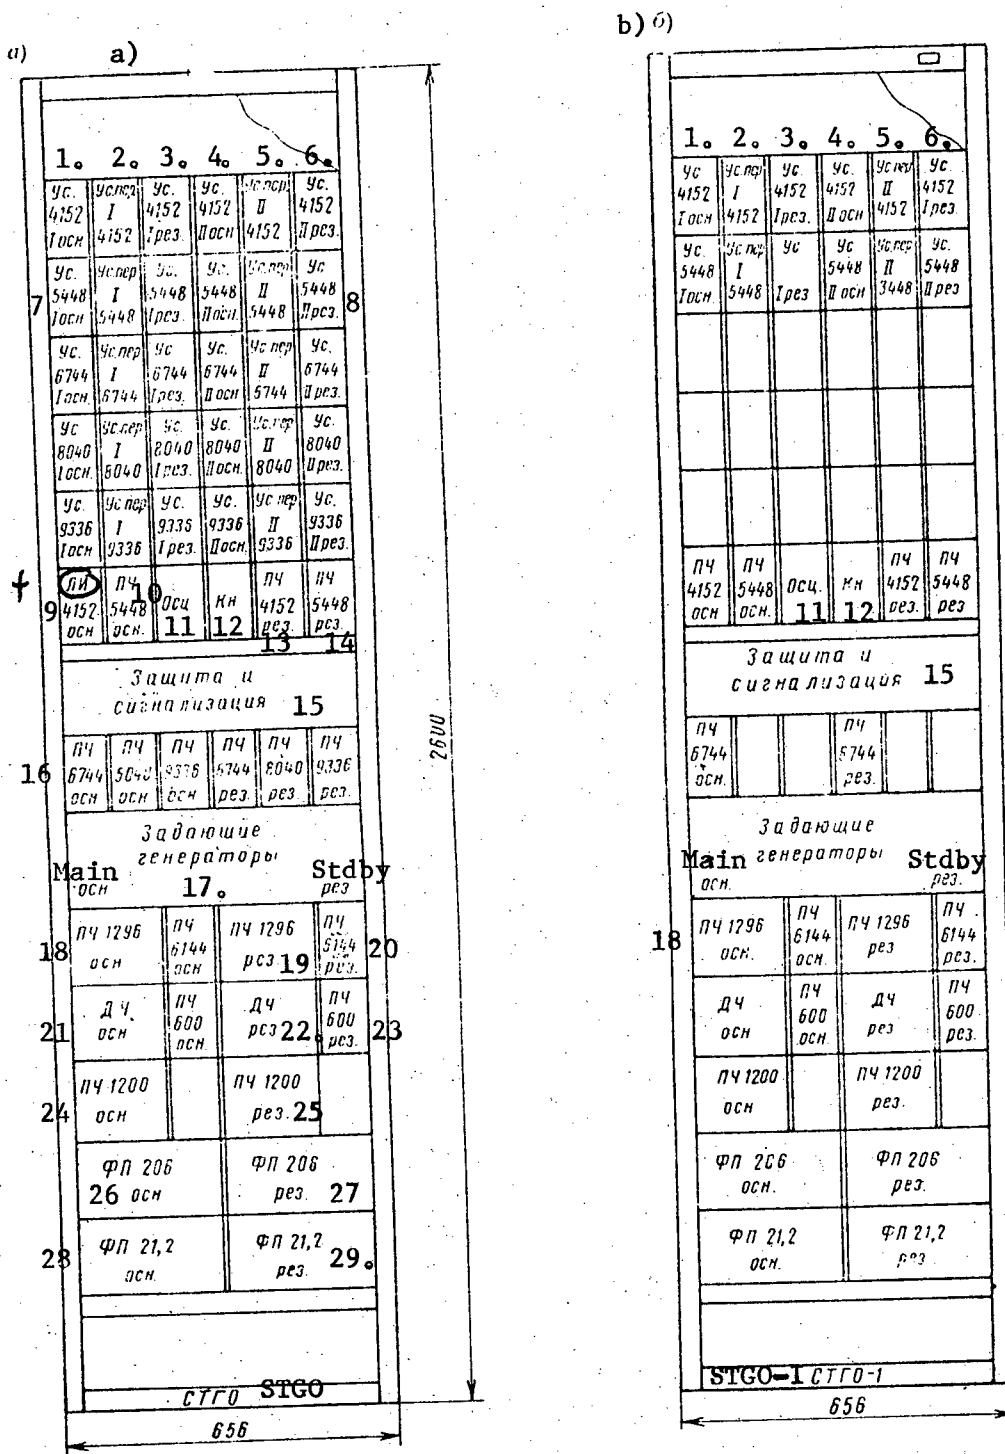 а) a)
1. 2. 3. 4. 5. 6.
Ус. Ус.пер Ус. Ус. Ус.пер Ус.
4152 I 4152 4152 II 4152
I осн 4152 I рез. II осн 4152 II рез.
Ус. Ус.пер Ус. Ус. Ус.пер Ус
7 5448 I 5448 5448 II 5448 8
I осн 5448 I рез. II осн. 5448 II рез.
Ус. Ус.пер Ус Ус. Ус пер Ус.
6744 I 6744 6744 II 6744
I осн. 6744 I рез. II осн 5744 II рез.
Ус Ус.пер Ус. Ус. Ус.пер Ус.
8040 I 8040 8040 II 8040
I осн. 8040 I рез. II осн. 8040 II рез.
Ус. Ус пер Ус. Ус. Ус пер Ус.
9336 I 9336 9336 II 9336
I осн 9336 I рез. II осн. 9336 II рез.
ПЧ ПЧ 10 ПЧ ПЧ
9 4152 5448 Осц Кн 4152 5448
осн осн. 11 12 рез. рез
13 14
Защита и
сигнализация 15
ПЧ ПЧ ПЧ ПЧ ПЧ ПЧ
16 6744 8040 9336 6744 8040 9336
осн осн осн рез. рез. рез.
Задающие
генераторы
Main Stdby
осн 17. рез
ПЧ 1296 ПЧ ПЧ 1296 ПЧ
18 осн 6144 осн рез 19 6144 рез. 20
ДЧ ПЧ ДЧ ПЧ
21 осн 600 осн. рез 22. 600 рез. 23
ПЧ 1200 ПЧ 1200
24 осн рез. 25
ФП 206 ФП 206
26 осн рез. 27
28 ФП 21,2 ФП 21,2
осн. рез. 29.
СТГО STGO
656
2600
b) б)
1. 2. 3. 4. 5. 6.
Ус. Ус.пер Ус. Ус. Ус пер Ус.
4152 I 4152 4152 II 4152
I осн 4152 I рез. II осн 4152 I рез.
Ус. Ус.пер Ус Ус Ус.пер Ус.
5448 I 5448 II 5448
I осн. 5448 I рез II осн 3448 II рез
ПЧ ПЧ ПЧ ПЧ
4152 5448 Осц. Кн 4152 5448
осн осн. 11 12 рез. рез
Защита и
сигнализация 15
ПЧ ПЧ
6744 6744
осн. рез.
Задающие
Main генераторы Stdby
осн. рез.
ПЧ 1296 ПЧ ПЧ 1296 ПЧ
18 осн. 6144 осн. рез 6144 рез.
ДЧ ПЧ ДЧ ПЧ
осн 600 осн. рез 600 рез.
ПЧ 1200 ПЧ 1200
осн рез.
ФП 206 ФП 206
осн. рез.
ФП 21,2 ФП 21,2
осн. рез
STGO-I СТГО-1
656